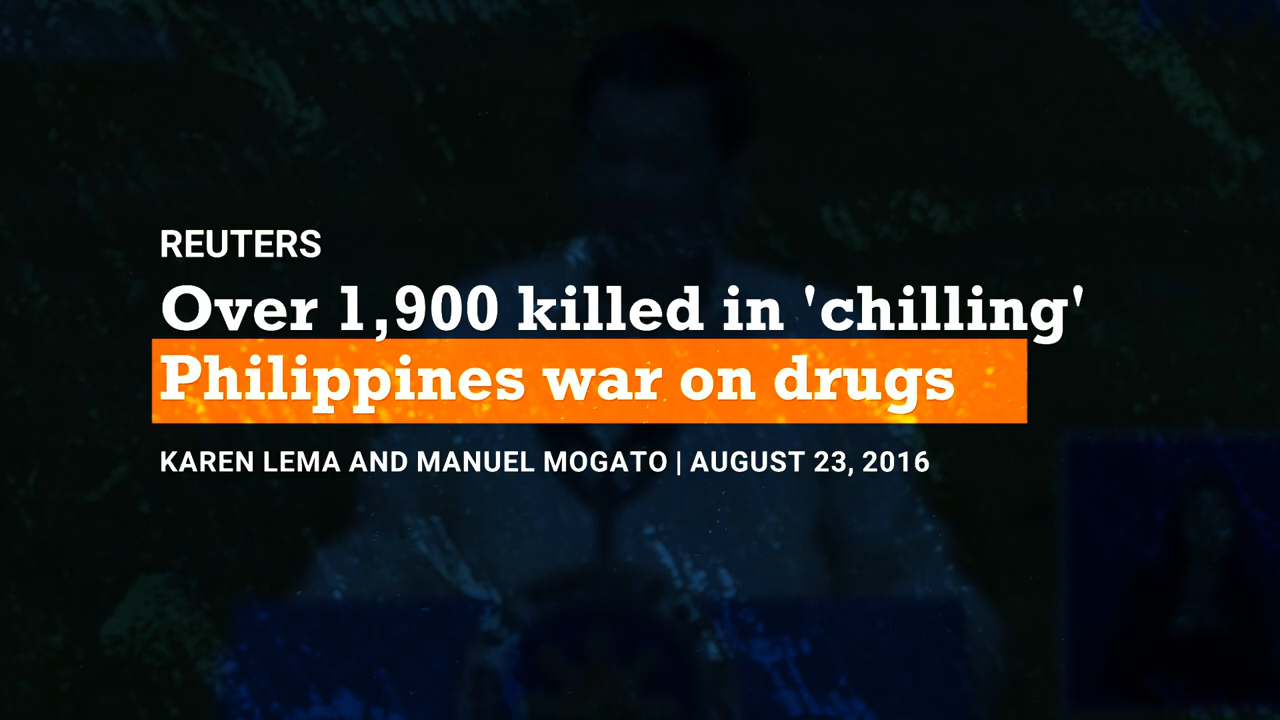 REUTERS
Over 1,900 killed in 'chilling'
Philippines war on drugs
KAREN LEMA AND MANUEL MOGATO | AUGUST 23, 2016